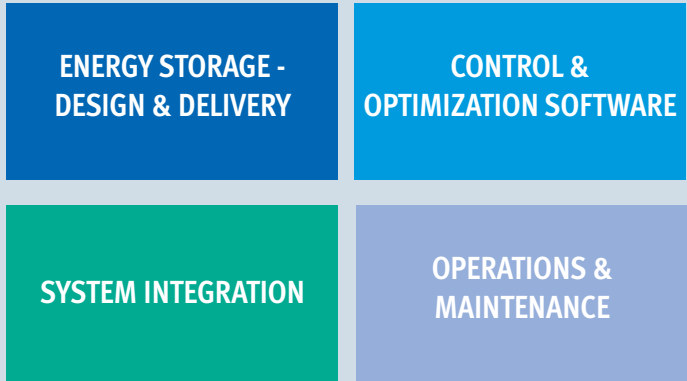 ENERGY STORAGE -
DESIGN & DELIVERY
CONTROL &
OPTIMIZATION SOFTWARE
SYSTEM INTEGRATION
OPERATIONS &
MAINTENANCE